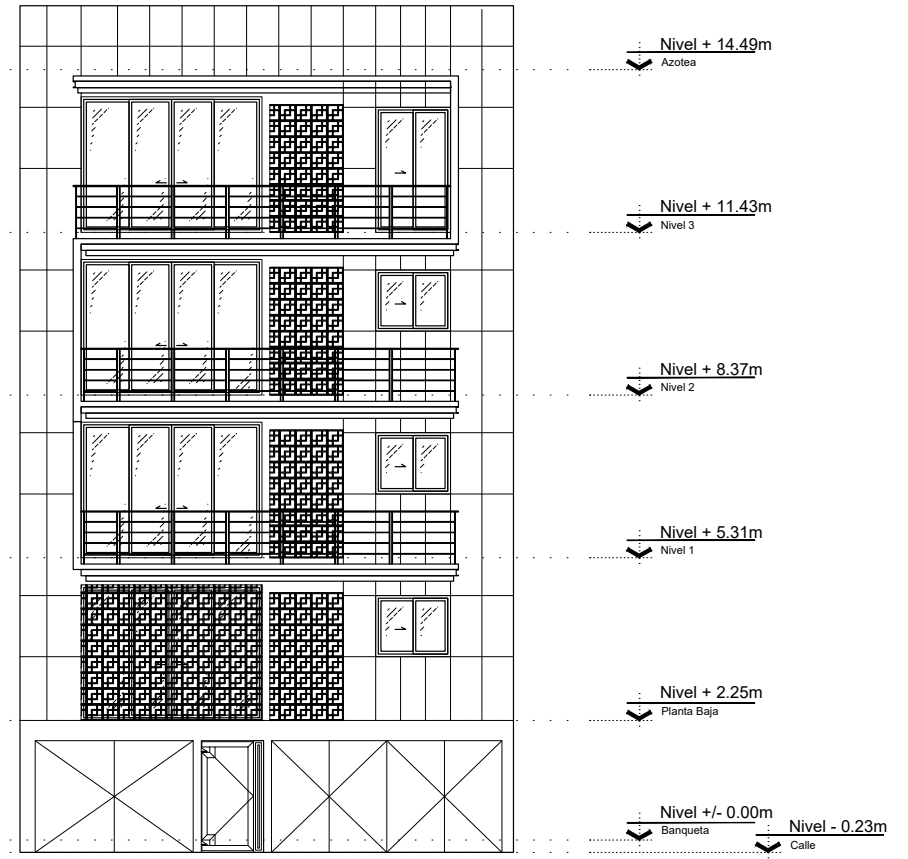 Nivel + 14.49m
Azotea
Nivel + 11.43m
Nivel 3
Nivel + 8.37m
Nivel 2
Nivel + 5.31m
Nivel 1
Nivel + 2.25m
Planta Baja
Nivel +/- 0.00m
Banqueta
Nivel - 0.23m
Calle